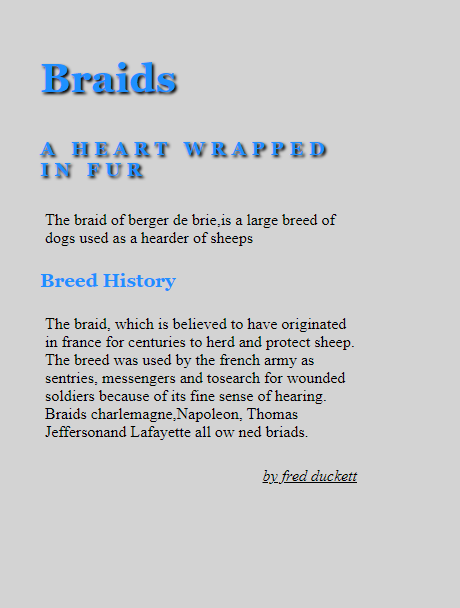 Braids
A HEART WRAPPED
IN FUR
The braid of berger de brie,is a large breed of
dogs used as a hearder of sheeps
Breed History
The braid, which is believed to have originated
in france for centuries to herd and protect sheep.
The breed was used by the french army as
sentries, messengers and tosearch for wounded
soldiers because of its fine sense of hearing.
Braids charlemagne,Napoleon, Thomas
Jeffersonand Lafayette all ow ned briads.
by fred duckett